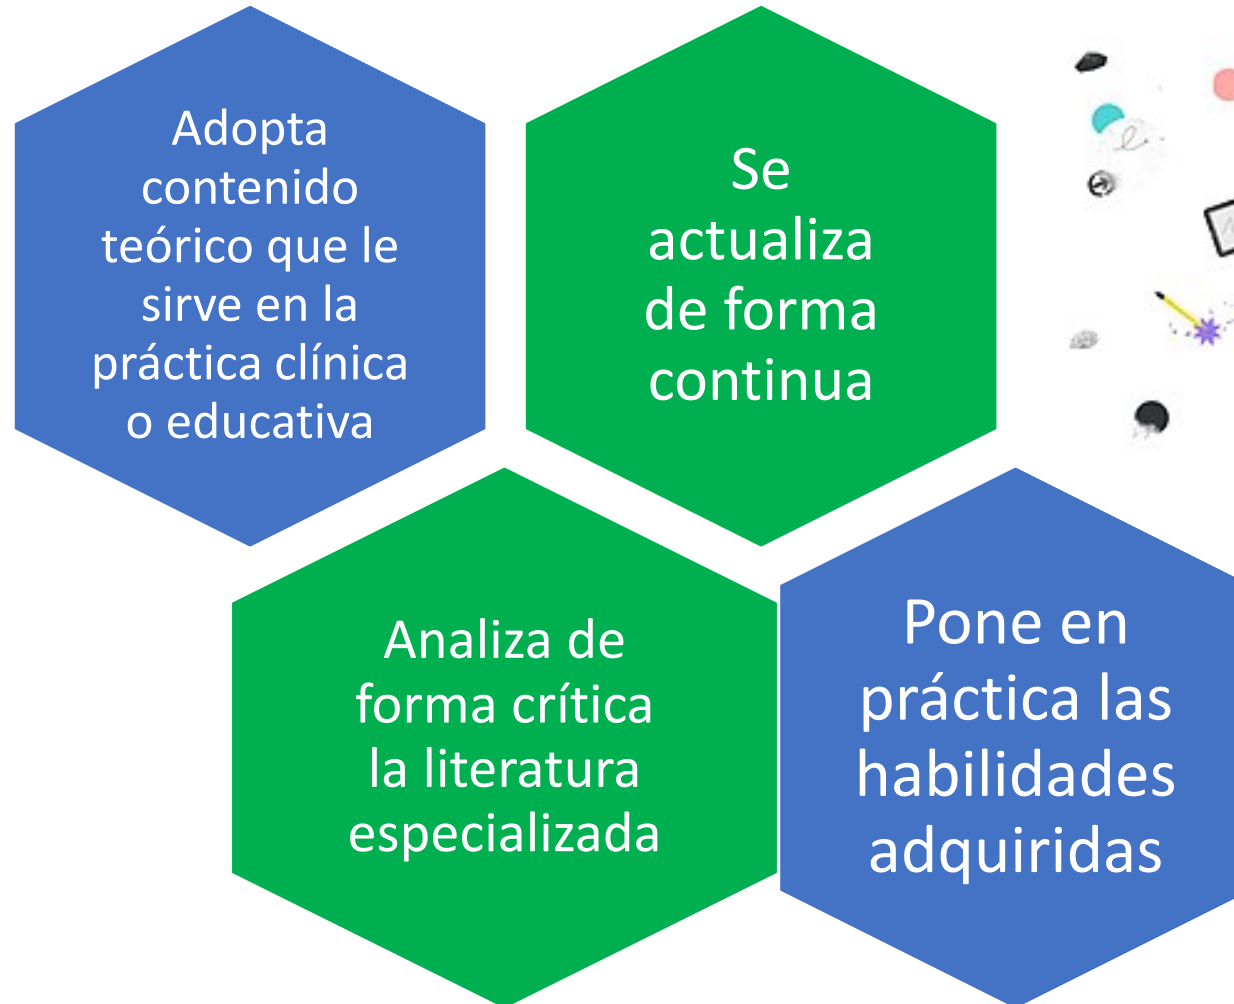 Adopta
contenido
teórico que le
sirve en la
práctica clínica
o educativa
Se
actualiza
de forma
continua
Analiza de
forma crítica
la literatura
especializada
Pone en
práctica las
habilidades
adquiridas